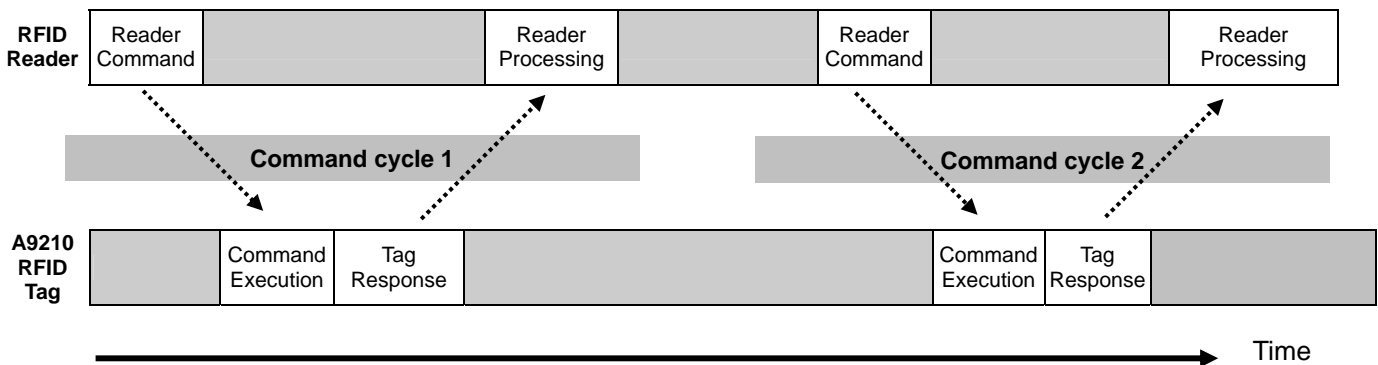 RFID
Reader
Reader
Command
Reader
Processing
Reader
Command
Reader
Processing
Command cycle 1
Command cycle 2
A9210
RFID
Tag
Command
Execution
Tag
Response
Command
Execution
Tag
Response
Time